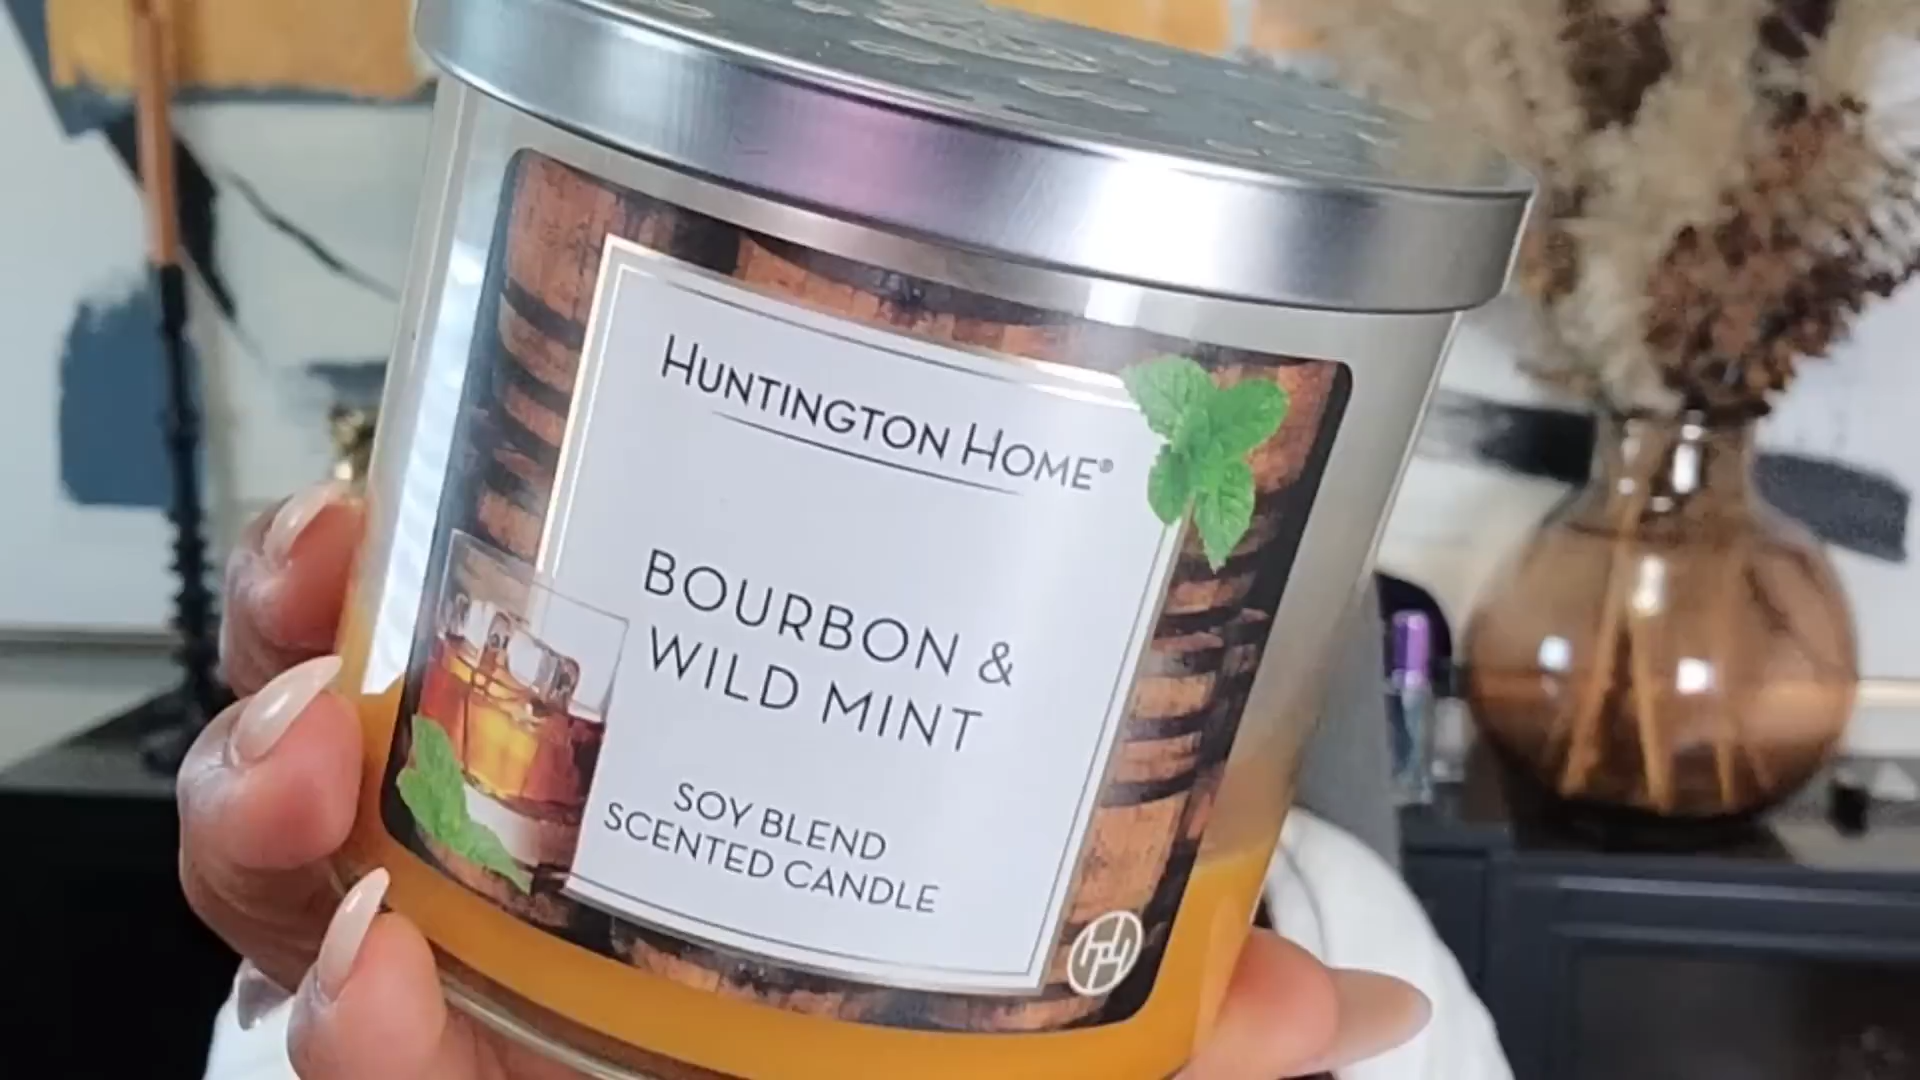 HUNTINGTON HOME®
BOURBON &
WILD MINT
SOY BLEND
SCENTED CANDLE